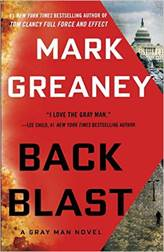 #1 NEW YORK TIMES BESTSELLING AUTHOR OF
TOM CLANCY FULL FORCE AND EFFECT
MARK
GREANEY
"I LOVE THE GRAY MAN."
—LEE CHILD, #1 NEW YORK TIMES BESTSELLING AUTHOR
BACK
BLAST
A GRAY MAN NOVEL